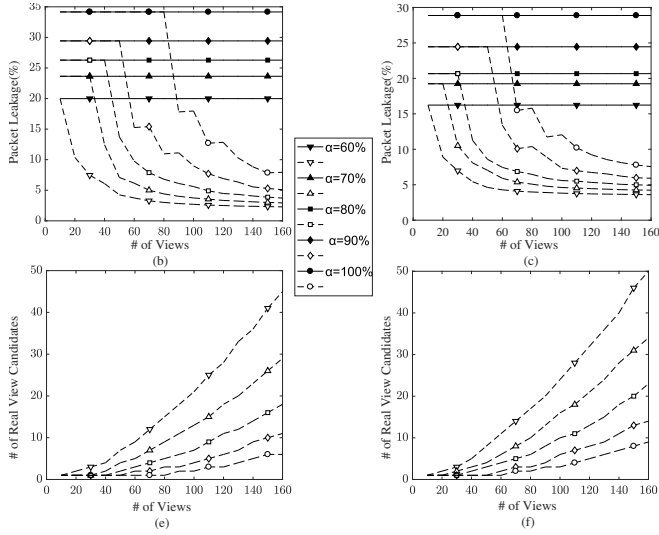 35
30
25
20
15
10
5
0
Packet Leakage(%)
0 20 40 60 80 100 120 140 160
# of Views
(b)
30
25
20
15
10
5
0
Packet Leakage(%)
0 20 40 60 80 100 120 140 160
# of Views
(c)
α=60%
α=70%
α=80%
α=90%
α=100%
50
40
30
20
10
0
# of Real View Candidates
0 20 40 60 80 100 120 140 160
# of Views
(e)
50
40
30
20
10
0
# of Real View Candidates
0 20 40 60 80 100 120 140 160
# of Views
(f)